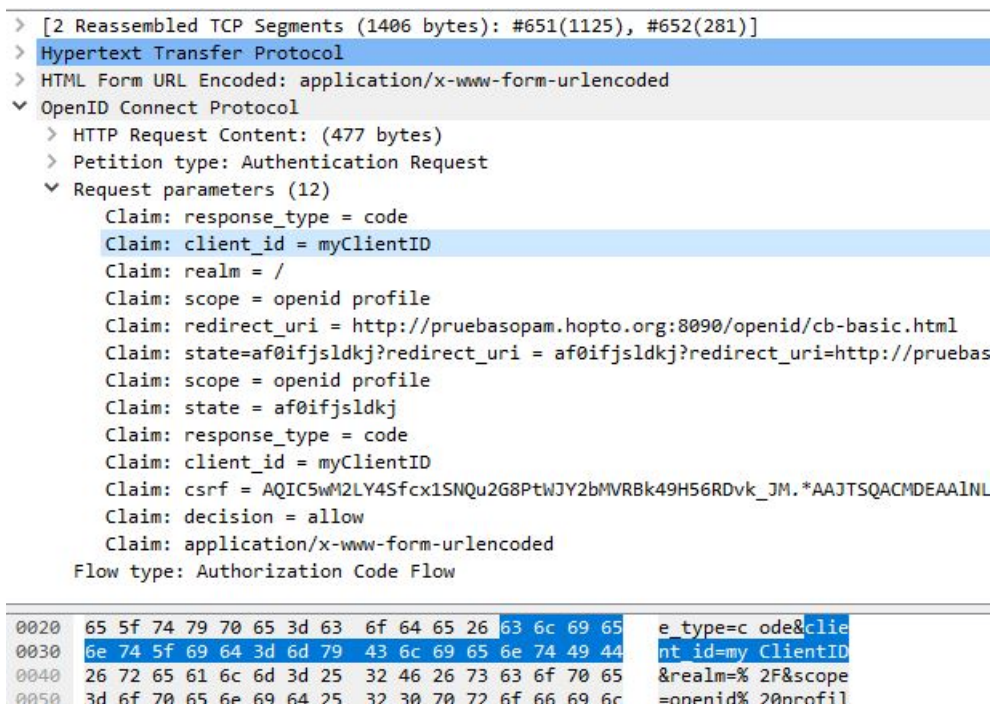 > [2 Reassembled TCP Segments (1406 bytes): #651(1125), #652(281)]
> Hypertext Transfer Protocol
> HTML Form URL Encoded: application/x-www-form-urlencoded
OpenID Connect Protocol
> HTTP Request Content: (477 bytes)
> Petition type: Authentication Request
Request parameters (12)
Claim: response_type = code
Claim: client_id = myClientID
Claim: realm = /
Claim: scope = openid profile
Claim: redirect_uri = http://pruebasopam.hopto.org:8090/openid/cb-basic.html
Claim: state=af0ifjsldkj?redirect_uri = af0ifjsldkj?redirect_uri=http://pruebas
Claim: scope = openid profile
Claim: state = af0ifjsldkj
Claim: response_type = code
Claim: client_id = myClientID
Claim: csrf = AQIC5wM2LY4Sfcx1SNQu2G8PtWJY2bMVRBk49H56RDvk_JM.*AAJTSQACMDEAAlNL
Claim: decision = allow
Claim: application/x-www-form-urlencoded
Flow type: Authorization Code Flow
0020 65 5f 74 79 70 65 3d 63 6f 64 65 26 63 6c 69 65 e_type=c ode&clie
0030 6e 74 5f 69 64 3d 6d 79 43 6c 69 65 6e 74 49 44 nt_id=my ClientID
0040 26 72 65 61 6c 6d 3d 25 32 46 26 73 63 6f 70 65 &realm=% 2F&scope
0050 3d 6f 70 65 6e 69 64 25 32 30 70 72 6f 66 69 6c =openid% 20profil